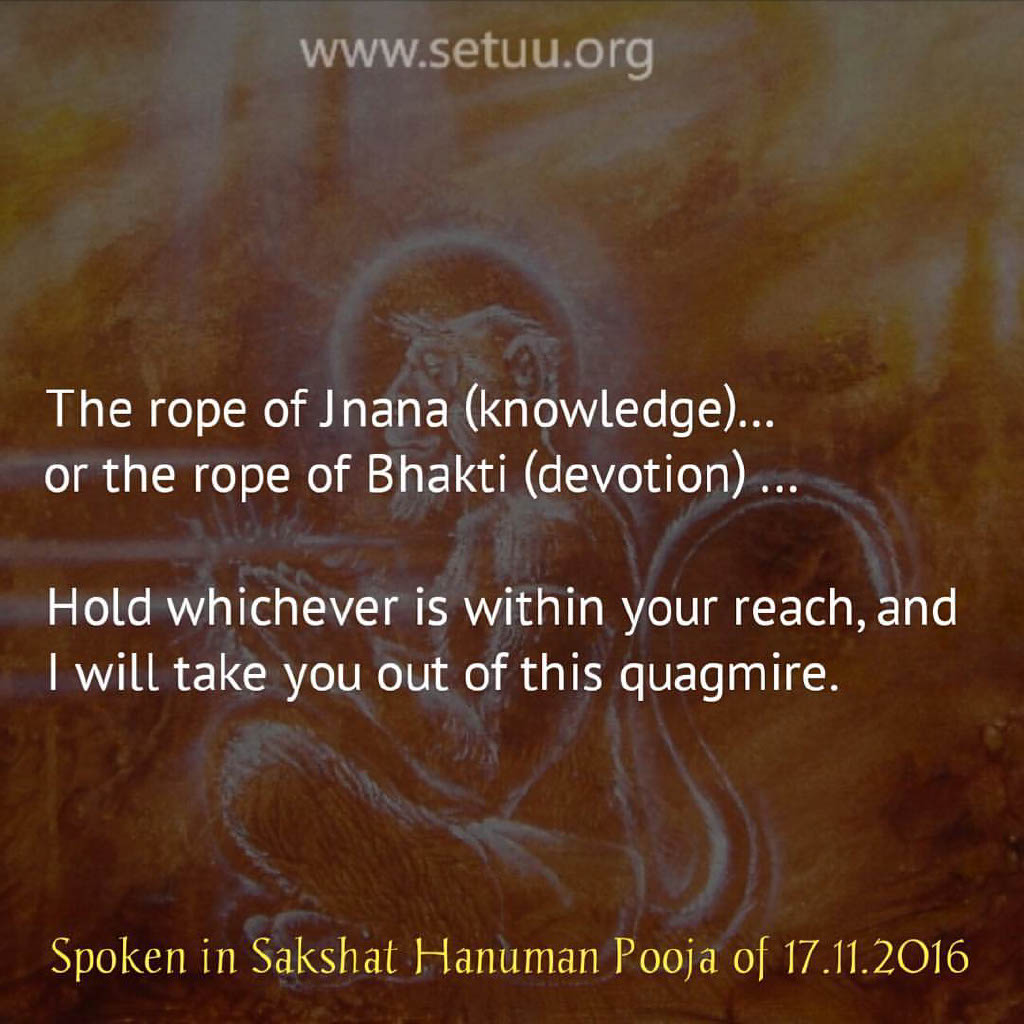 www.setuu.org
The rope of Jnana (knowledge)...
or the rope of Bhakti (devotion) ...
Hold whichever is within your reach, and
I will take you out of this quagmire.
Spoken in Sakshat Hanuman Pooja of 17.11.2016